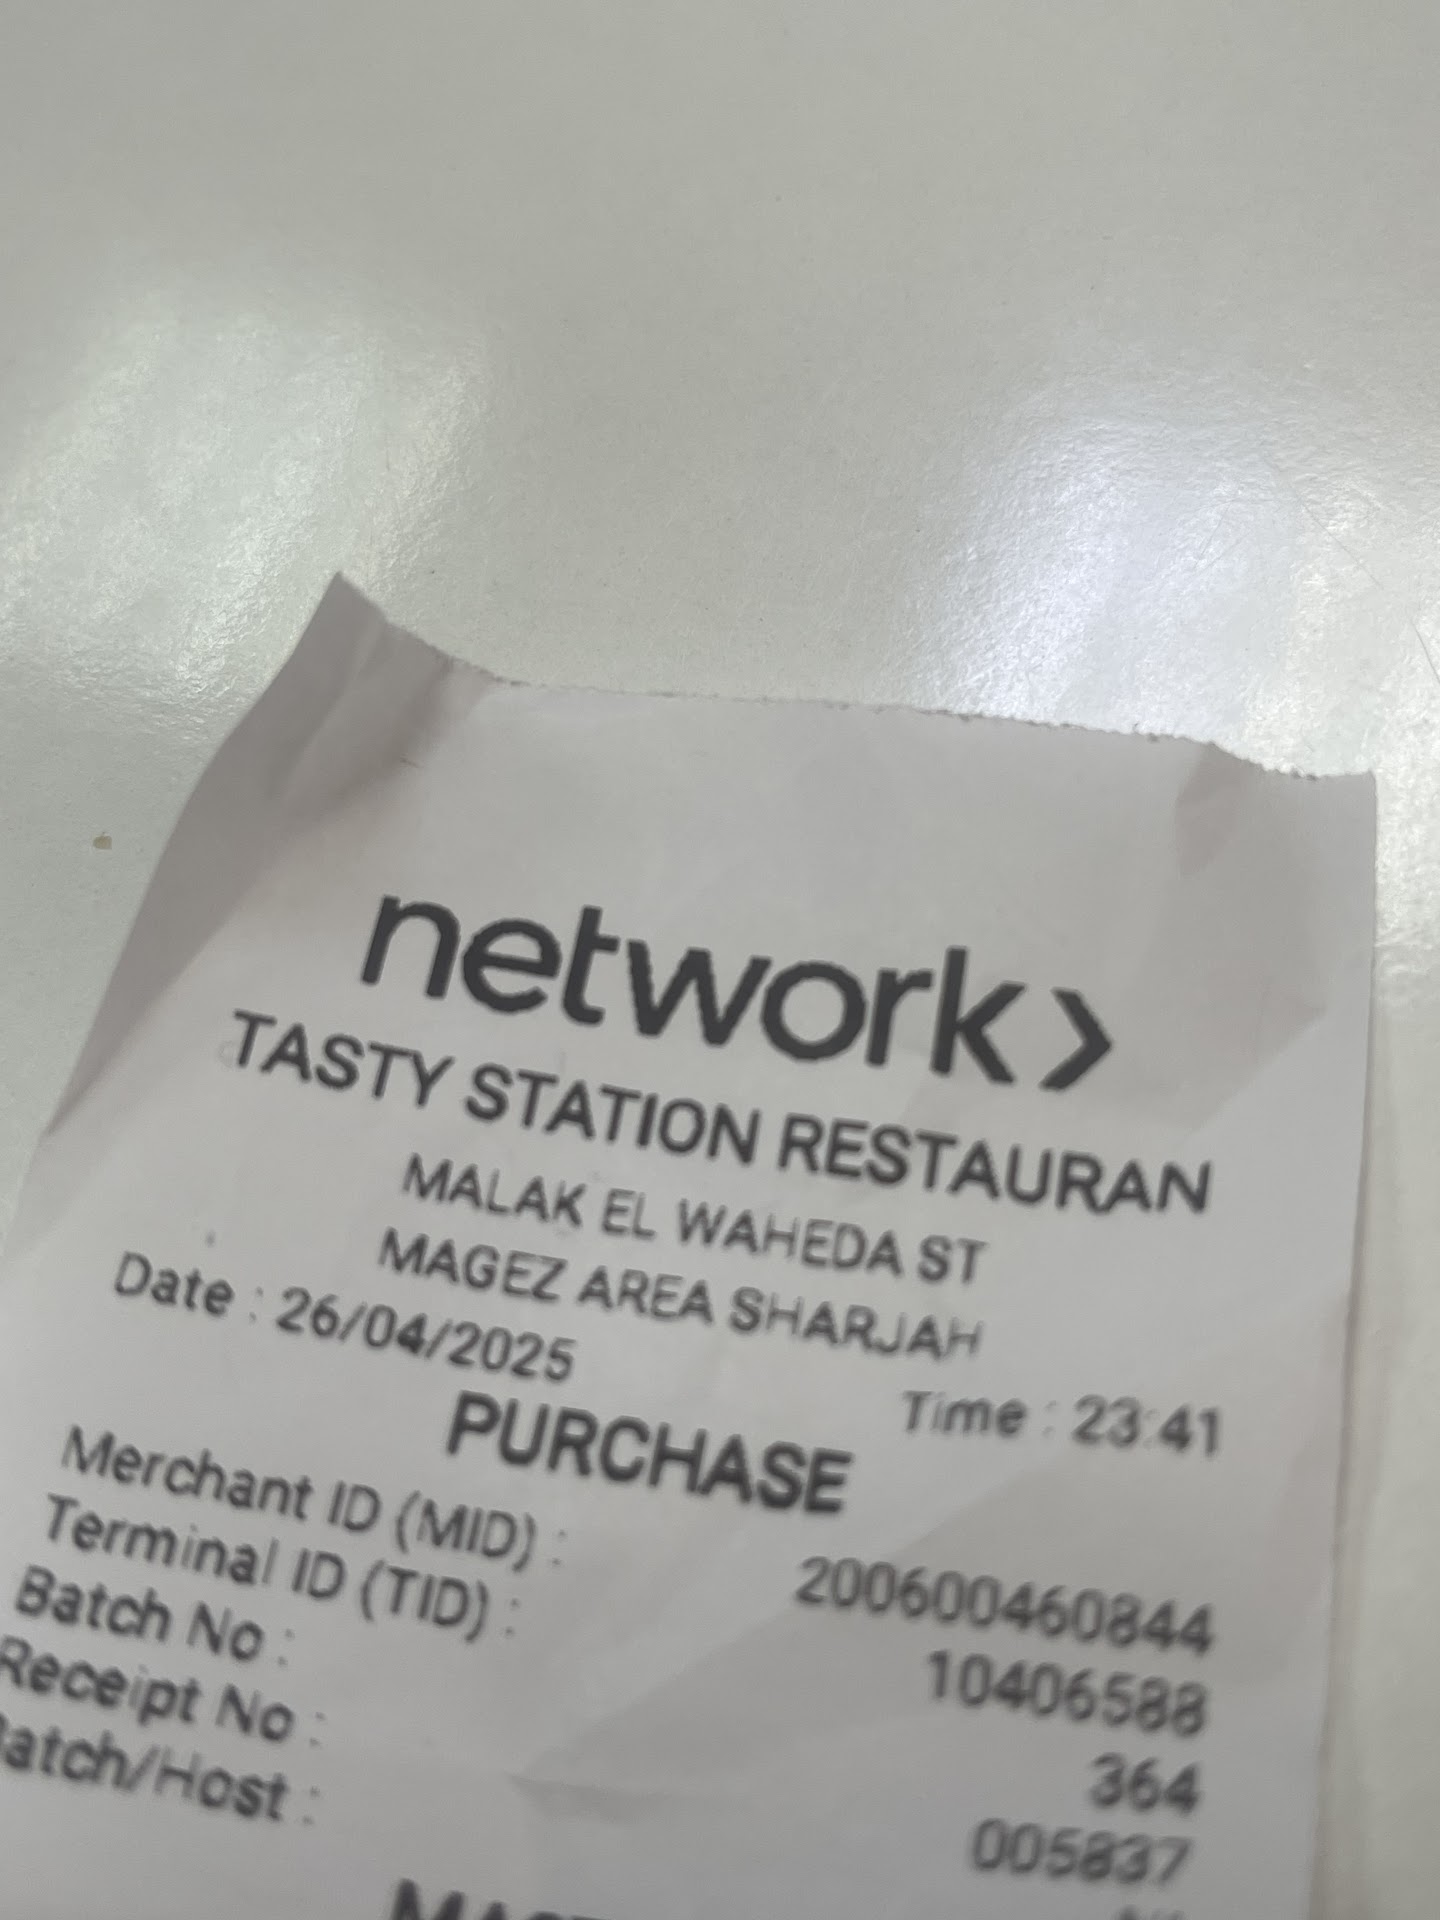 network>
TASTY STATION RESTAURAN
MALAK EL WAHEDA ST
MAGEZ AREA SHARJAH
Date : 26/04/2025
Time : 23:41
PURCHASE
Merchant ID (MID) : 200600460844
Terminal ID (TID) : 10406588
Batch No : 364
Receipt No : 005837
Batch/Host :